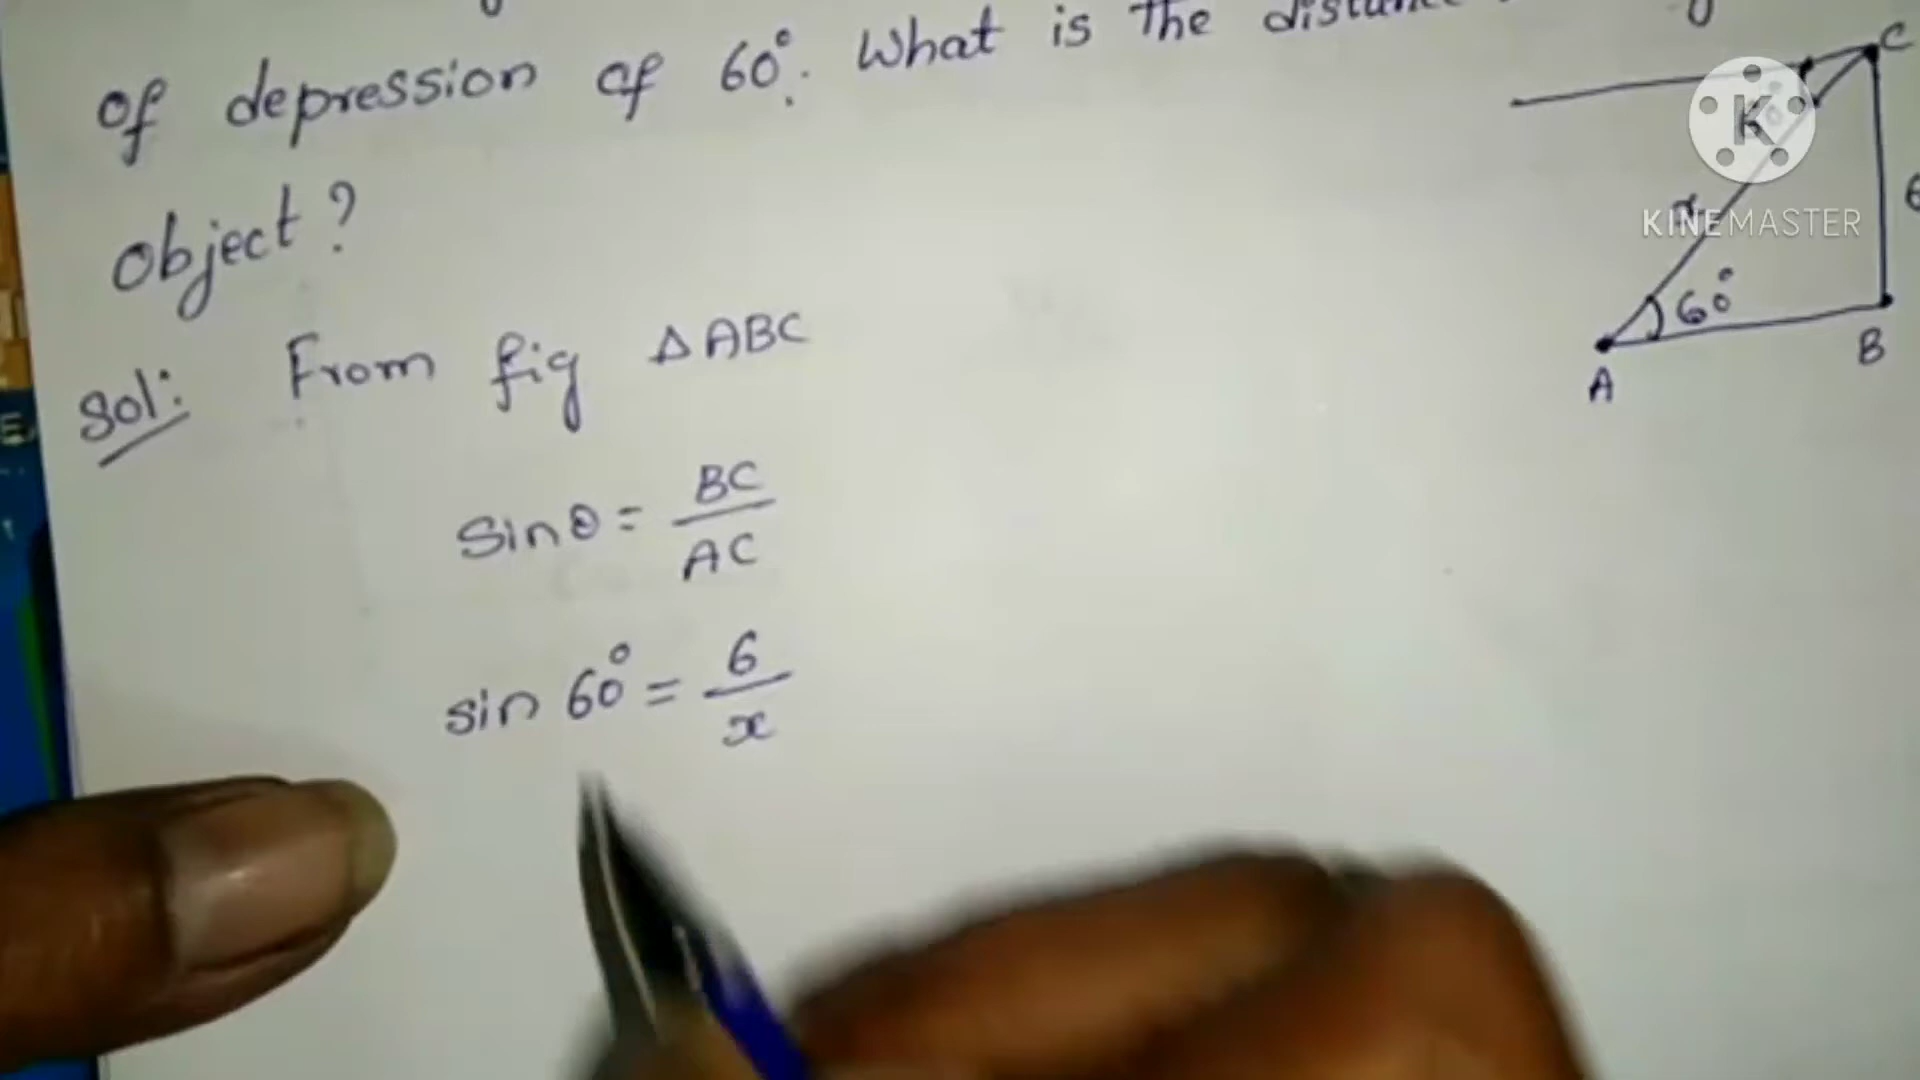 of depression of 60°. What is the
object?
Sol: From fig ΔABC
Sinθ = BC/AC
sin 60° = 6/x
C
K
KINEMASTER
x
60°
A
B